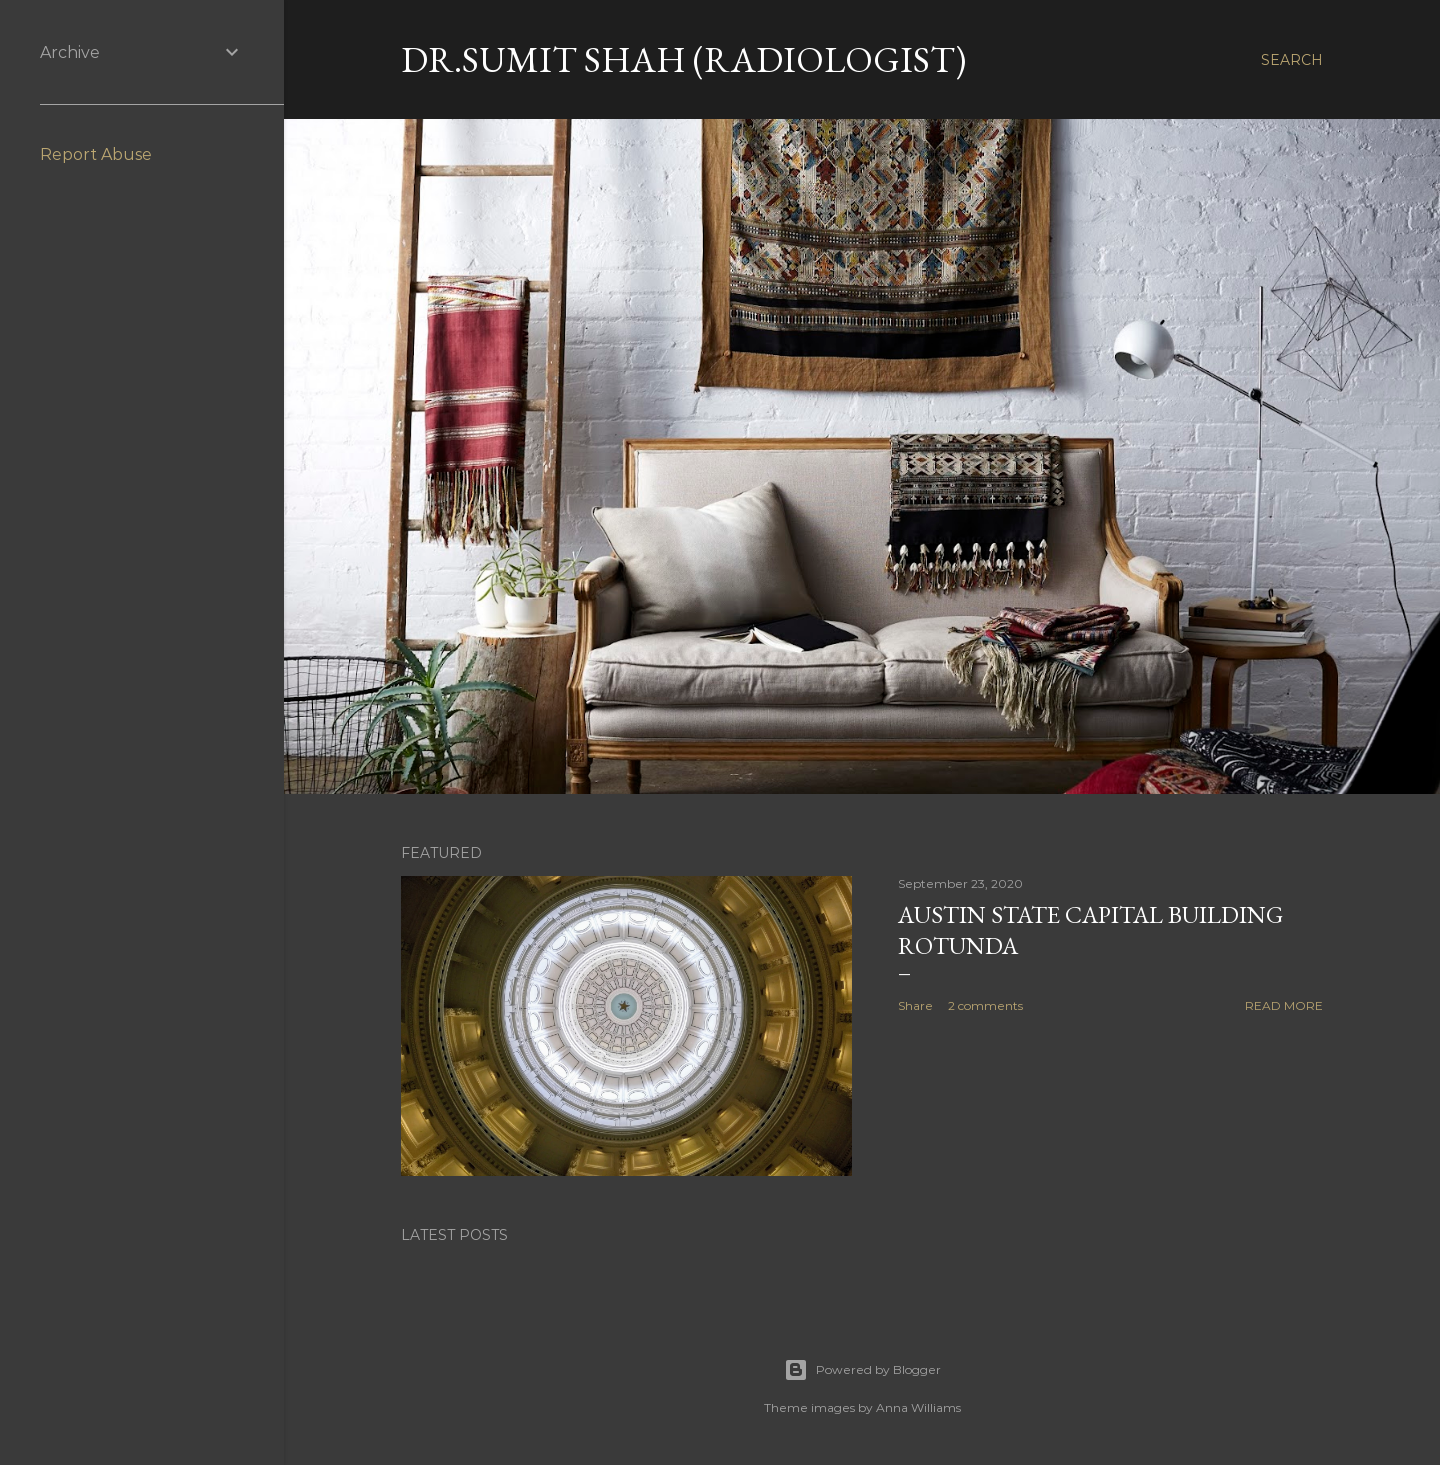 Archive
Report Abuse
DR.SUMIT SHAH (RADIOLOGIST)
SEARCH
FEATURED
September 23, 2020
AUSTIN STATE CAPITAL BUILDING
ROTUNDA
Share
2 comments
READ MORE
LATEST POSTS
Powered by Blogger
Theme images by Anna Williams